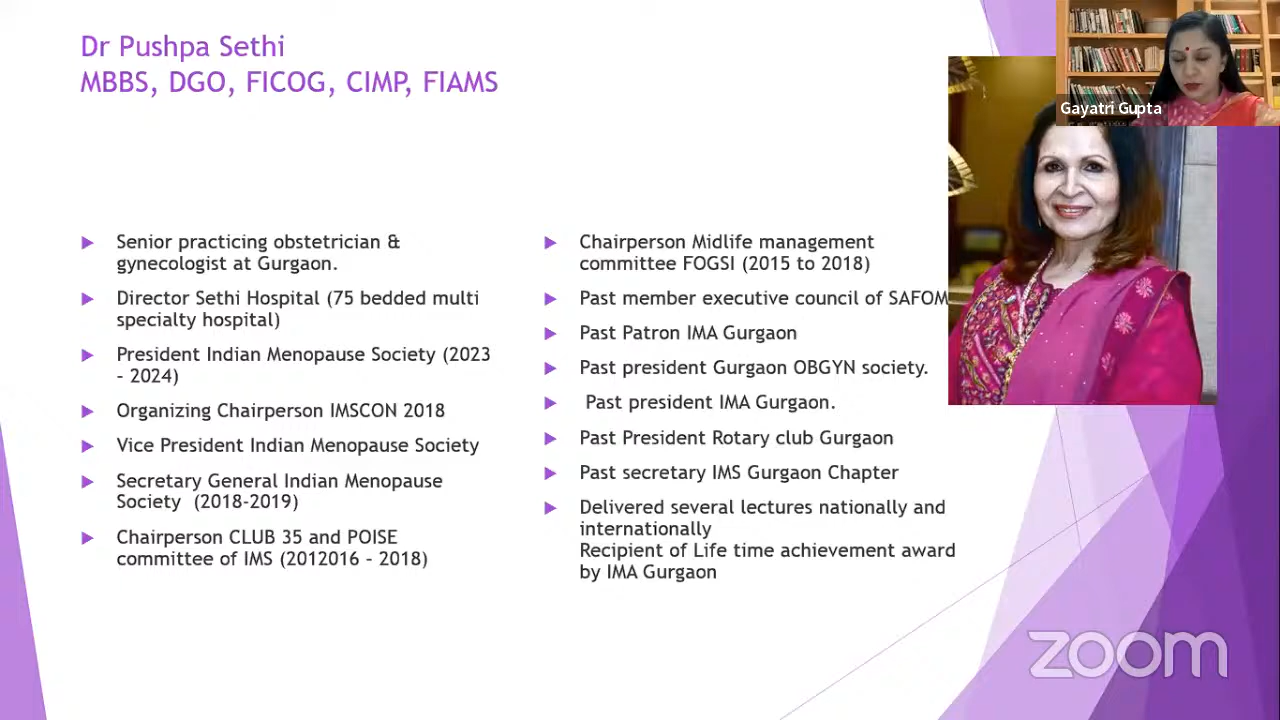 Dr Pushpa Sethi
MBBS, DGO, FICOG, CIMP, FIAMS
Senior practicing obstetrician &
gynecologist at Gurgaon.
Director Sethi Hospital (75 bedded multi
specialty hospital)
President Indian Menopause Society (2023
– 2024)
Organizing Chairperson IMSCON 2018
Vice President Indian Menopause Society
Secretary General Indian Menopause
Society (2018-2019)
Chairperson CLUB 35 and POISE
committee of IMS (2012016 – 2018)
Chairperson Midlife management
committee FOGSI (2015 to 2018)
Past member executive council of SAFOM
Past Patron IMA Gurgaon
Past president Gurgaon OBGYN society.
Past president IMA Gurgaon.
Past President Rotary club Gurgaon
Past secretary IMS Gurgaon Chapter
Delivered several lectures nationally and
internationally
Recipient of Life time achievement award
by IMA Gurgaon
Gayatri Gupta
zoom